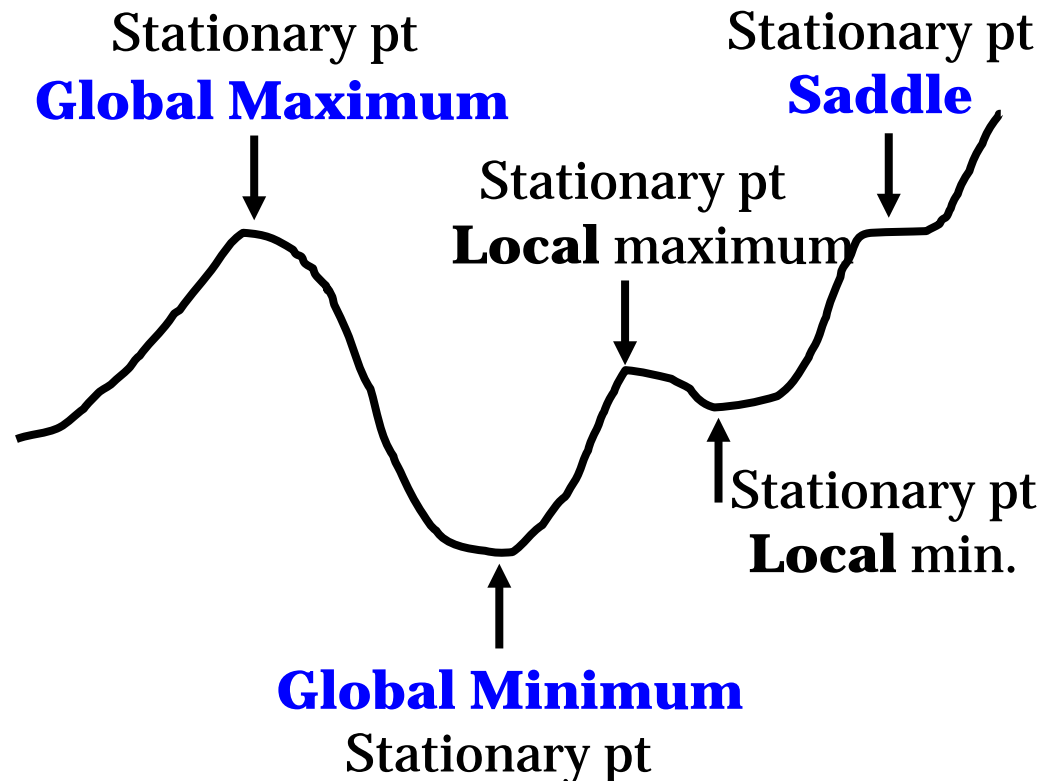 Stationary pt
Global Maximum
Stationary pt
Saddle
Stationary pt
Local maximum
Stationary pt
Local min.
Global Minimum
Stationary pt